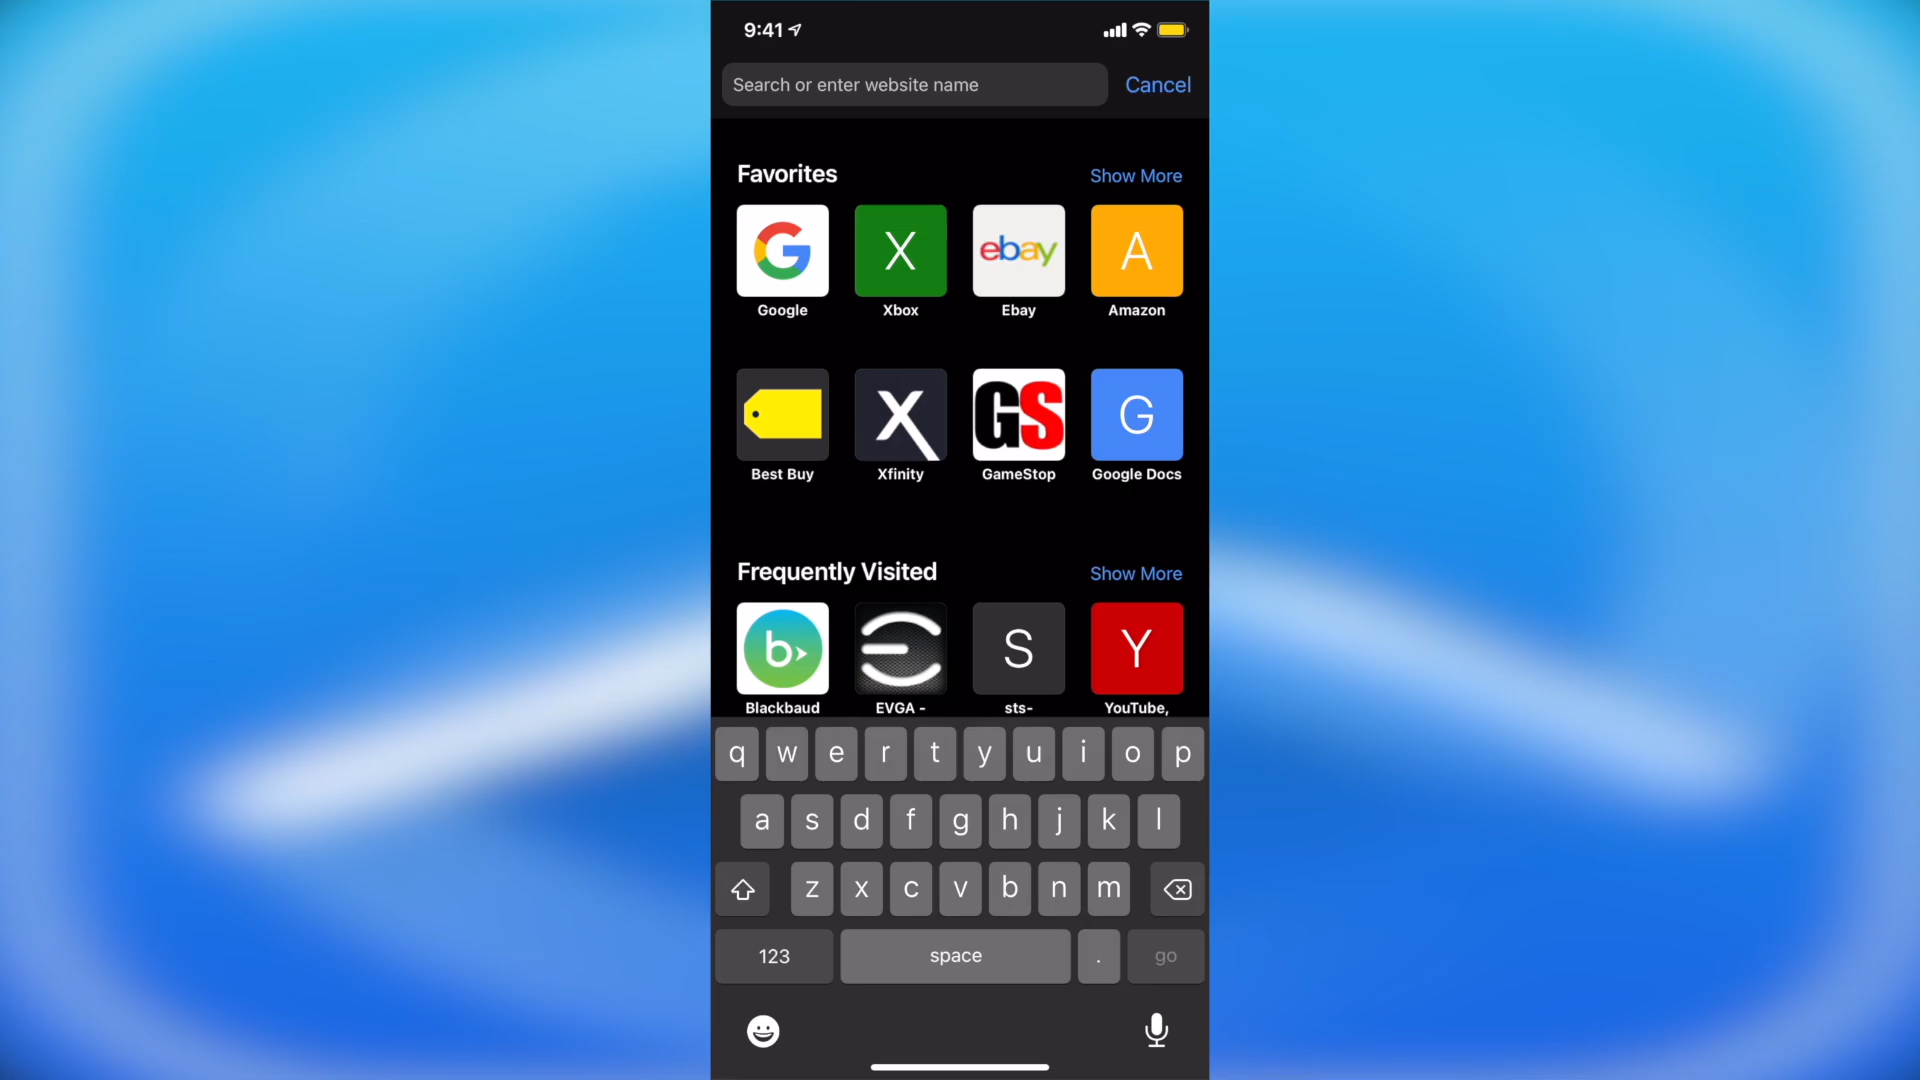 9:41
Search or enter website name Cancel
Favorites Show More
G X ebay A
Google Xbox Ebay Amazon
X GS G
Best Buy Xfinity GameStop Google Docs
Frequently Visited Show More
b> E S Y
Blackbaud EVGA - sts- YouTube,
q w e r t y u i o p
a s d f g h j k l
z x c v b n m
123 space . go